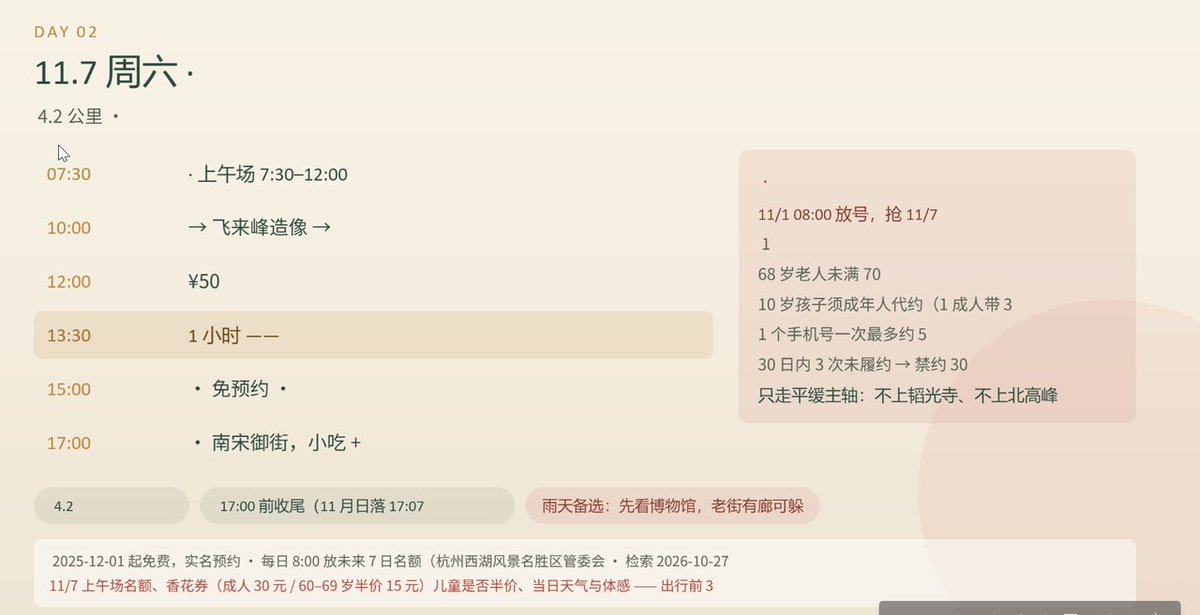 DAY 02
11.7 周六 ·
4.2 公里 ·
07:30 · 上午场 7:30–12:00
10:00 → 飞来峰造像 →
12:00 ¥50
13:30 1 小时 ——
15:00 · 免预约 ·
17:00 · 南宋御街，小吃 +
·
11/1 08:00 放号，抢 11/7
1
68 岁老人未满 70
10 岁孩子须成年人代约（1 成人带 3
1 个手机号一次最多约 5
30 日内 3 次未履约 → 禁约 30
只走平缓主轴：不上韬光寺、不上北高峰
4.2
17:00 前收尾（11 月日落 17:07
雨天备选：先看博物馆，老街有廊可躲
2025-12-01 起免费，实名预约 · 每日 8:00 放未来 7 日名额（杭州西湖风景名胜区管委会 · 检索 2026-10-27
11/7 上午场名额、香花券（成人 30 元 / 60–69 岁半价 15 元）儿童是否半价、当日天气与体感 —— 出行前 3